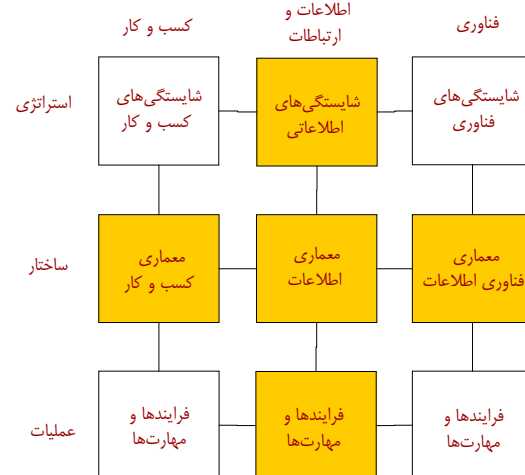 فناوری
اطلاعات و
ارتباطات
کسب و کار
استراتژی
شایستگی‌های
فناوری
شایستگی‌های
اطلاعاتی
شایستگی‌های
کسب و کار
ساختار
معماری
فناوری اطلاعات
معماری
اطلاعات
معماری
کسب و کار
عملیات
فرایندها و
مهارت‌ها
فرایندها و
مهارت‌ها
فرایندها و
مهارت‌ها